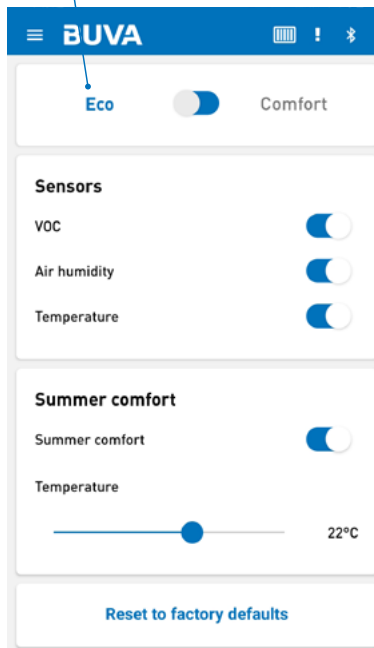 BUVA
Eco Comfort
Sensors
VOC
Air humidity
Temperature
Summer comfort
Summer comfort
Temperature
22°C
Reset to factory defaults